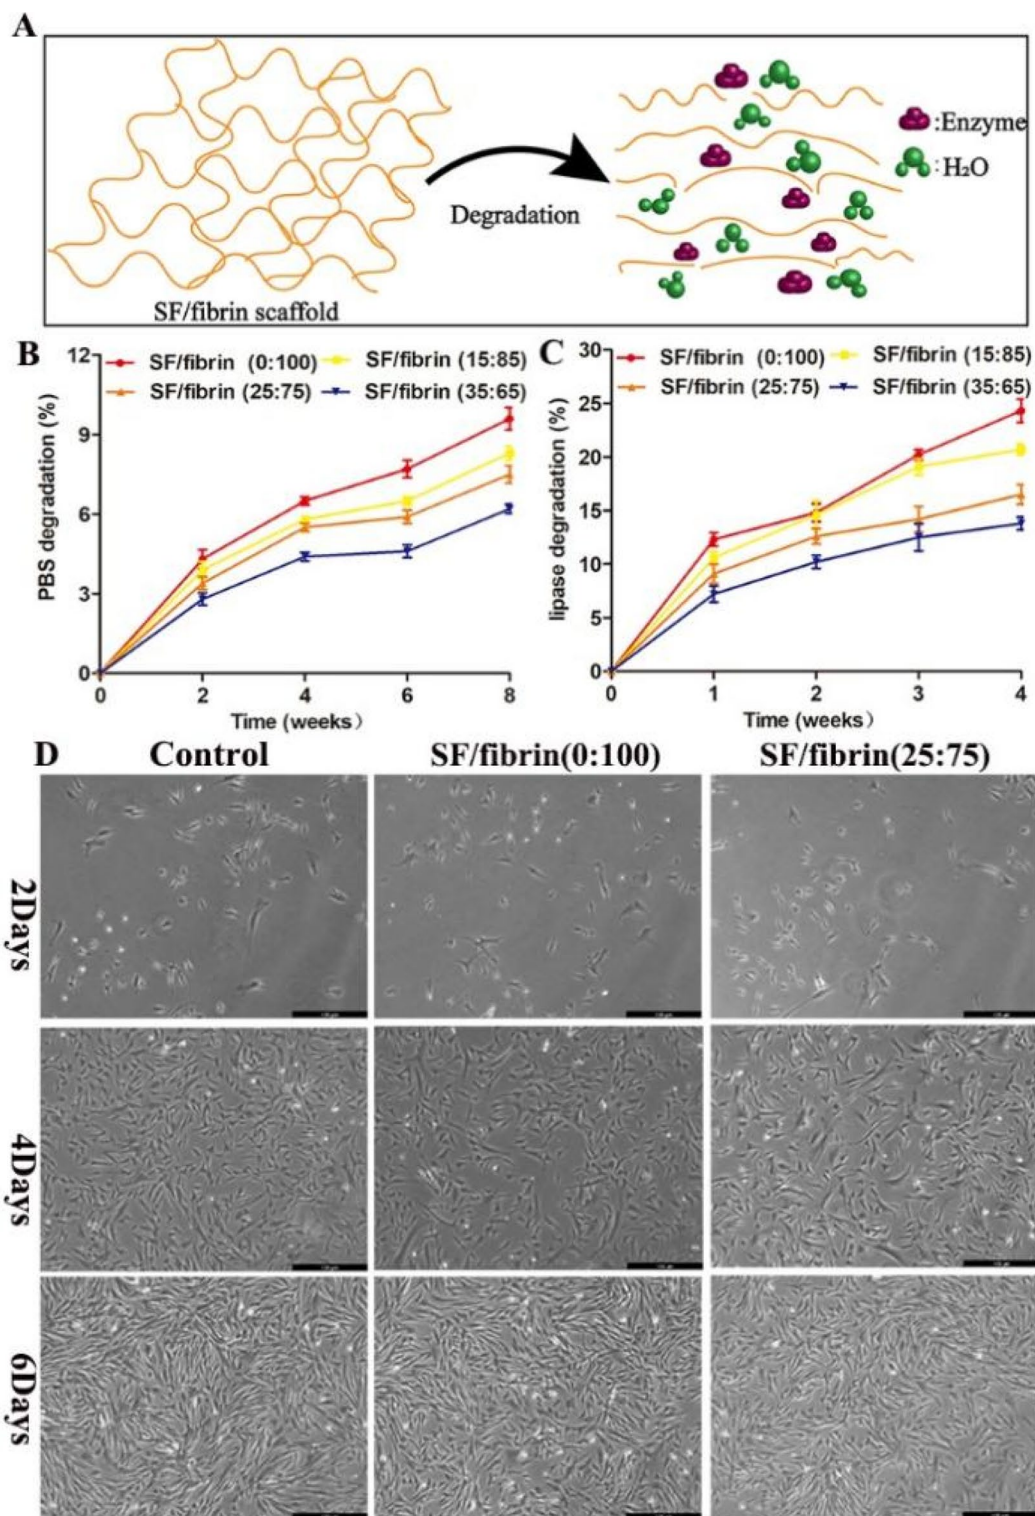 A
:Enzyme
:H₂O
Degradation
SF/fibrin scaffold
B
SF/fibrin (0:100)
SF/fibrin (15:85)
SF/fibrin (25:75)
SF/fibrin (35:65)
PBS degradation (%)
12
9
6
3
0
0 2 4 6 8
Time (weeks）
C
SF/fibrin (0:100)
SF/fibrin (15:85)
SF/fibrin (25:75)
SF/fibrin (35:65)
lipase degradation (%)
30
25
20
15
10
5
0
0 1 2 3 4
Time (weeks）
D
Control
SF/fibrin(0:100)
SF/fibrin(25:75)
2Days
4Days
6Days